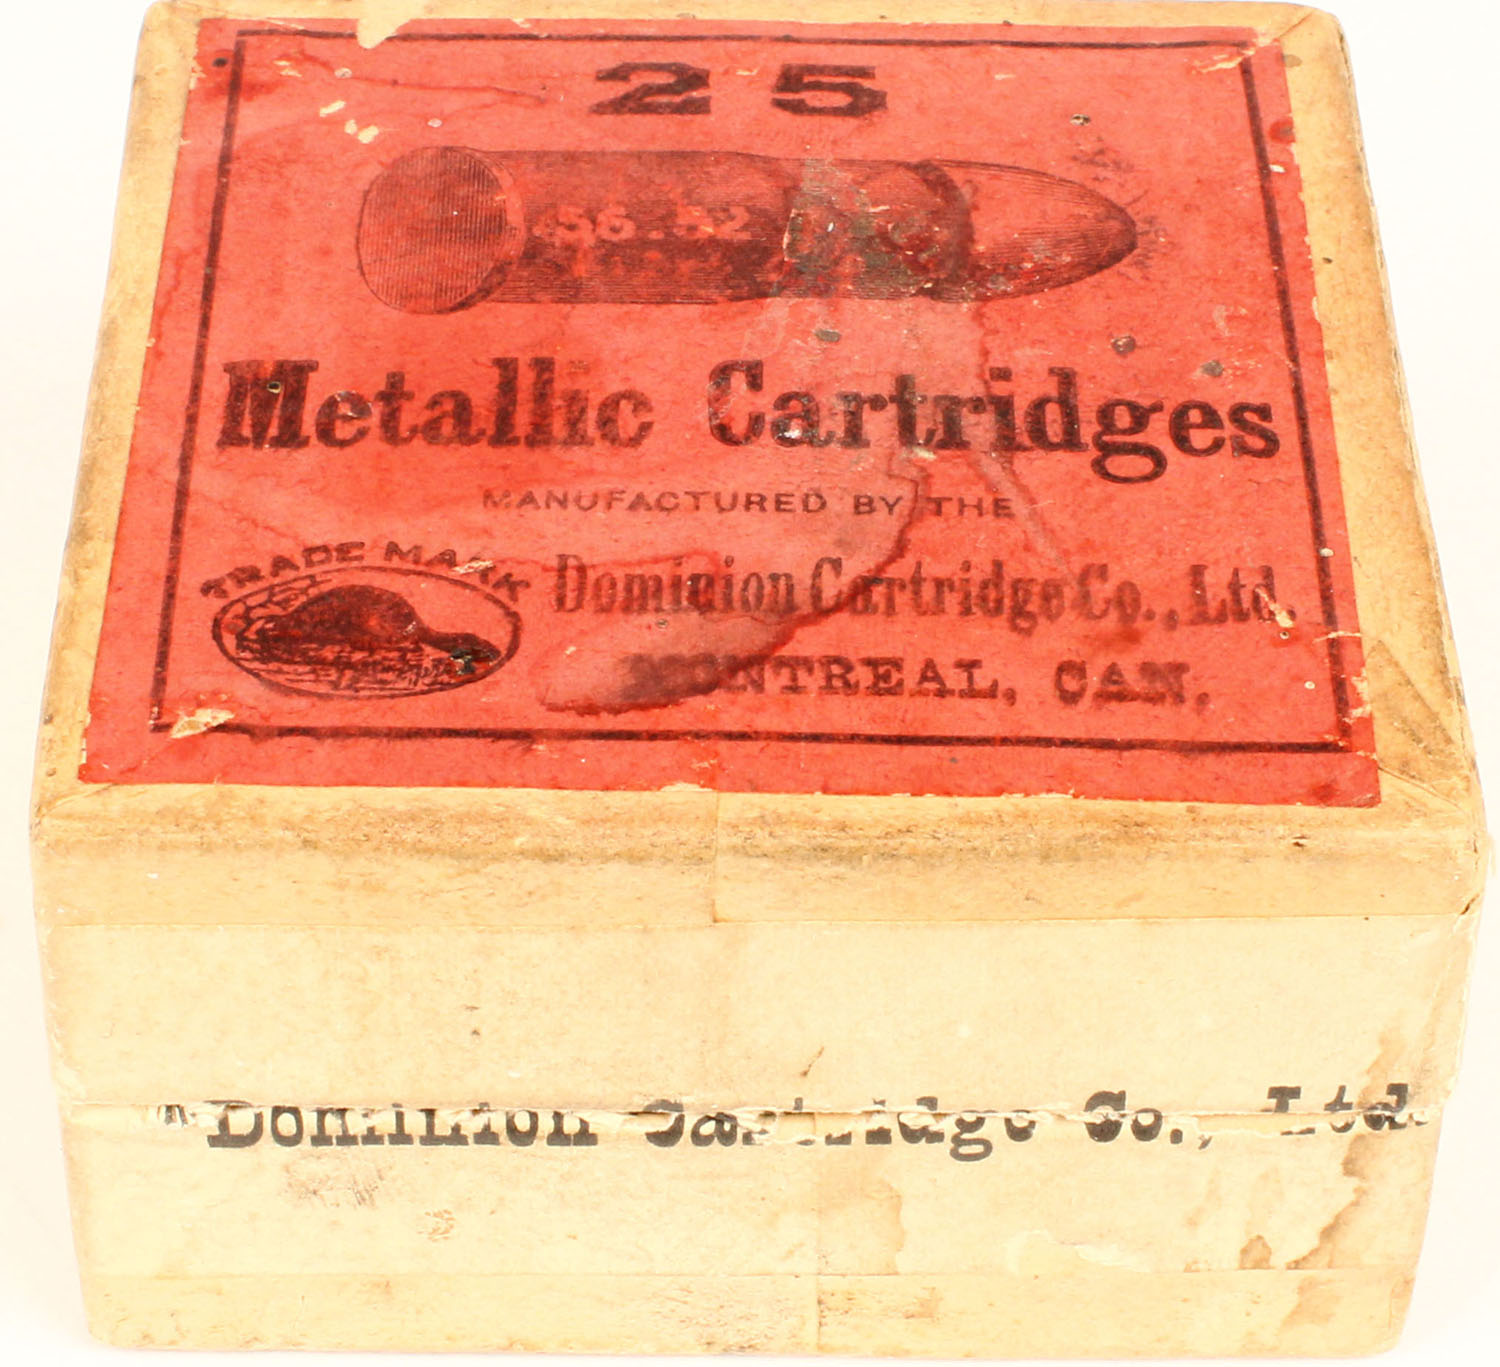 25
.56.52
Metallic Cartridges
MANUFACTURED BY THE
TRADE MARK
Dominion Cartridge Co., Ltd.
MONTREAL, CAN.
Dominion Cartridge Co., Ltd.